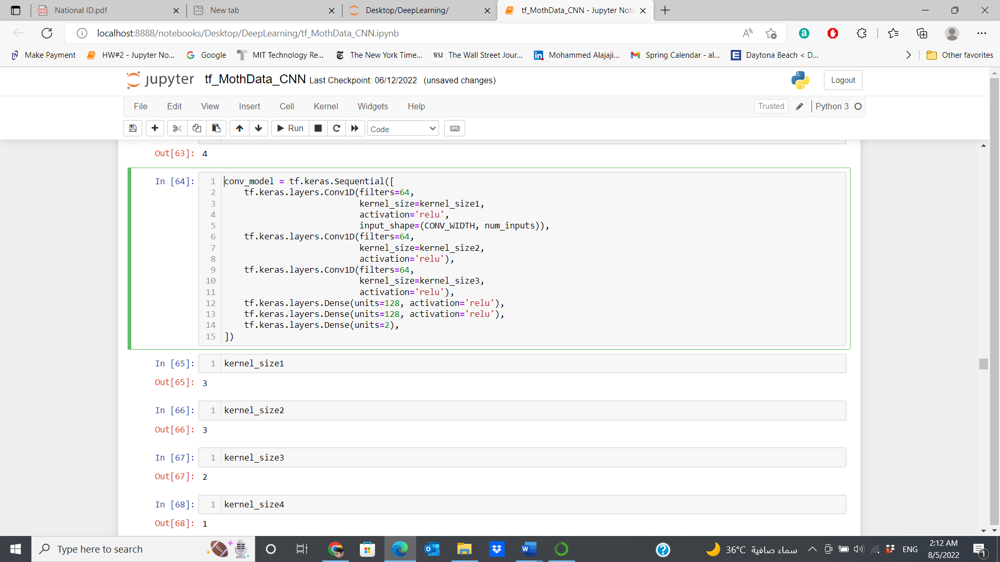 National ID.pdf
New tab
Desktop/DeepLearning/
tf_MothData_CNN - Jupyter Note
localhost:8888/notebooks/Desktop/DeepLearning/tf_MothData_CNN.ipynb
Make Payment HW#2 - Jupyter No... Google MIT Technology Re... The New York Time... WSJ The Wall Street Jour... Mohammed Alajaji... Spring Calendar - al... Daytona Beach < D... Other favorites
jupyter tf_MothData_CNN Last Checkpoint: 06/12/2022 (unsaved changes) Logout
File Edit View Insert Cell Kernel Widgets Help Trusted Python 3
Run Code
Out[63]: 4
In [64]: 1 conv_model = tf.keras.Sequential([
2 tf.keras.layers.Conv1D(filters=64,
3 kernel_size=kernel_size1,
4 activation='relu',
5 input_shape=(CONV_WIDTH, num_inputs)),
6 tf.keras.layers.Conv1D(filters=64,
7 kernel_size=kernel_size2,
8 activation='relu'),
9 tf.keras.layers.Conv1D(filters=64,
10 kernel_size=kernel_size3,
11 activation='relu'),
12 tf.keras.layers.Dense(units=128, activation='relu'),
13 tf.keras.layers.Dense(units=128, activation='relu'),
14 tf.keras.layers.Dense(units=2),
15 ])
In [65]: 1 kernel_size1
Out[65]: 3
In [66]: 1 kernel_size2
Out[66]: 3
In [67]: 1 kernel_size3
Out[67]: 2
In [68]: 1 kernel_size4
Out[68]: 1
Type here to search
36°C سماء صافية
ENG
2:12 AM
8/5/2022
1